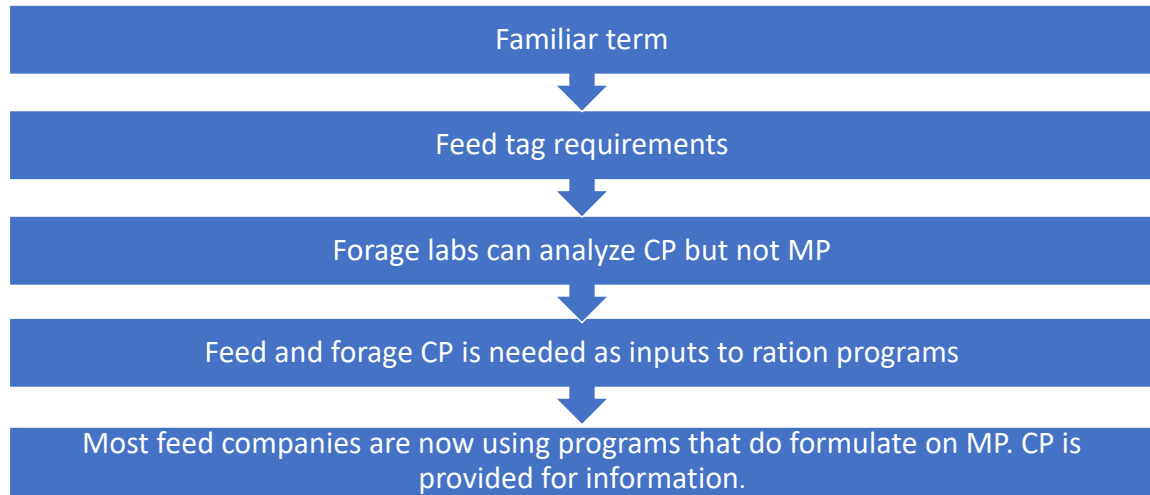 Familiar term
Feed tag requirements
Forage labs can analyze CP but not MP
Feed and forage CP is needed as inputs to ration programs
Most feed companies are now using programs that do formulate on MP. CP is
provided for information.